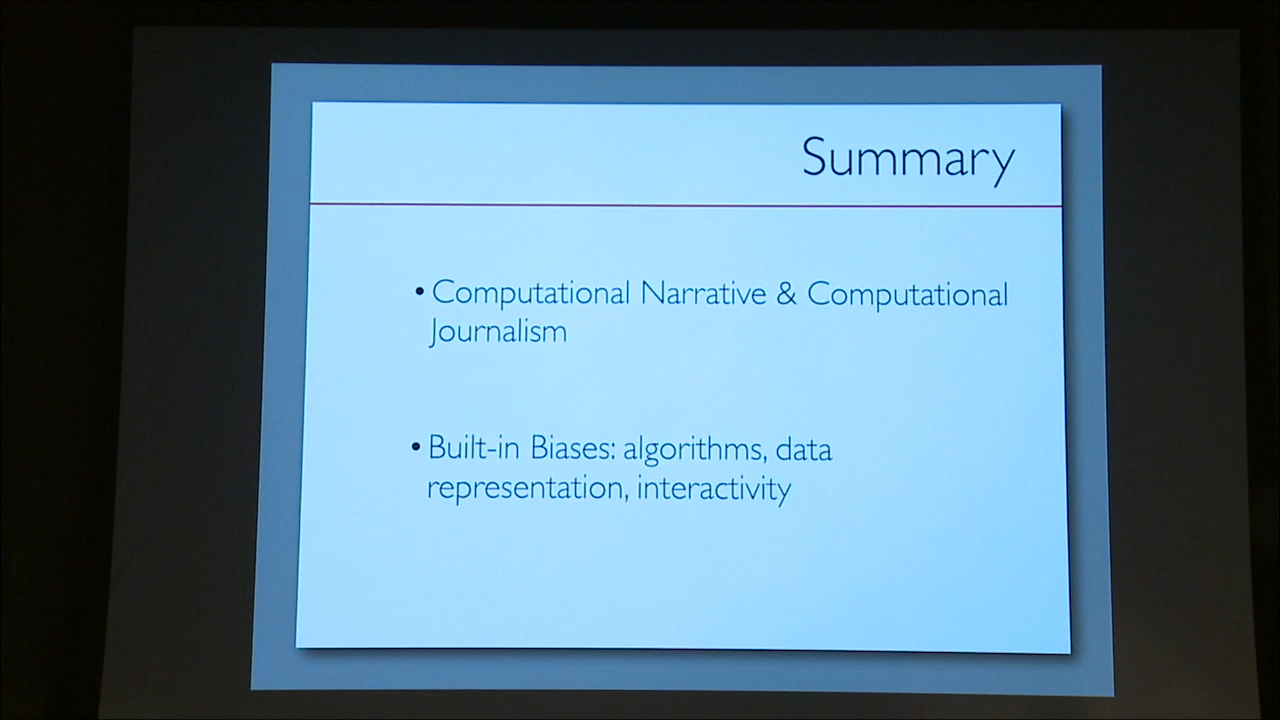 Summary
• Computational Narrative & Computational
Journalism
• Built-in Biases: algorithms, data
representation, interactivity